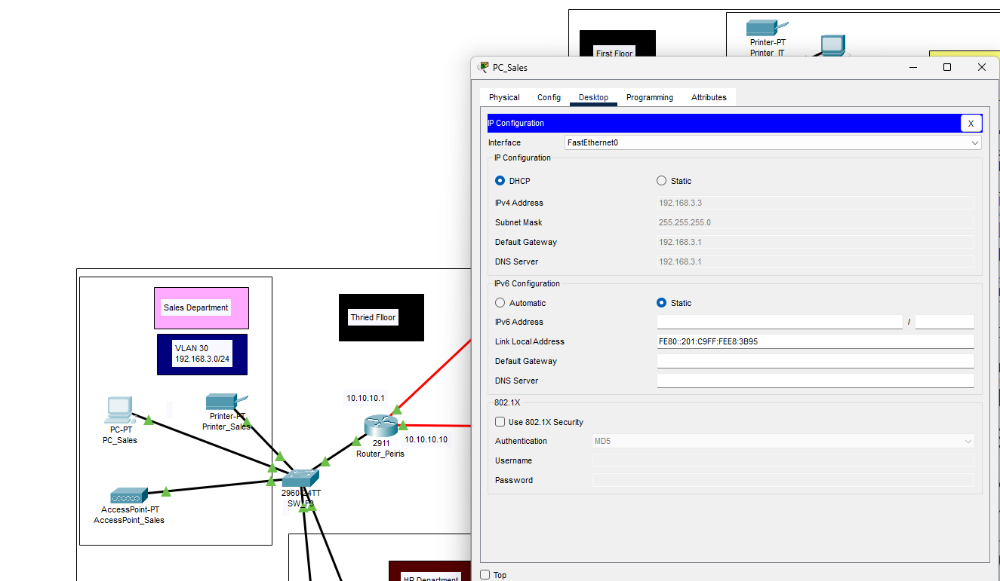 First Floor
Printer-PT
Printer_IT
PC_Sales
Physical
Config
Desktop
Programming
Attributes
IP Configuration
X
Interface
FastEthernet0
IP Configuration
DHCP
Static
IPv4 Address
192.168.3.3
Subnet Mask
255.255.255.0
Default Gateway
192.168.3.1
DNS Server
192.168.3.1
IPv6 Configuration
Automatic
Static
IPv6 Address
/
Link Local Address
FE80::201:C9FF:FEE8:3B95
Default Gateway
DNS Server
802.1X
Use 802.1X Security
Authentication
MD5
Username
Password
Top
Sales Department
VLAN 30
192.168.3.0/24
Thried Flloor
PC-PT
PC_Sales
Printer-PT
Printer_Sales
10.10.10.1
10.10.10.10
2911
Router_Peiris
2960-24TT
SW_F3
AccessPoint-PT
AccessPoint_Sales
HR Department